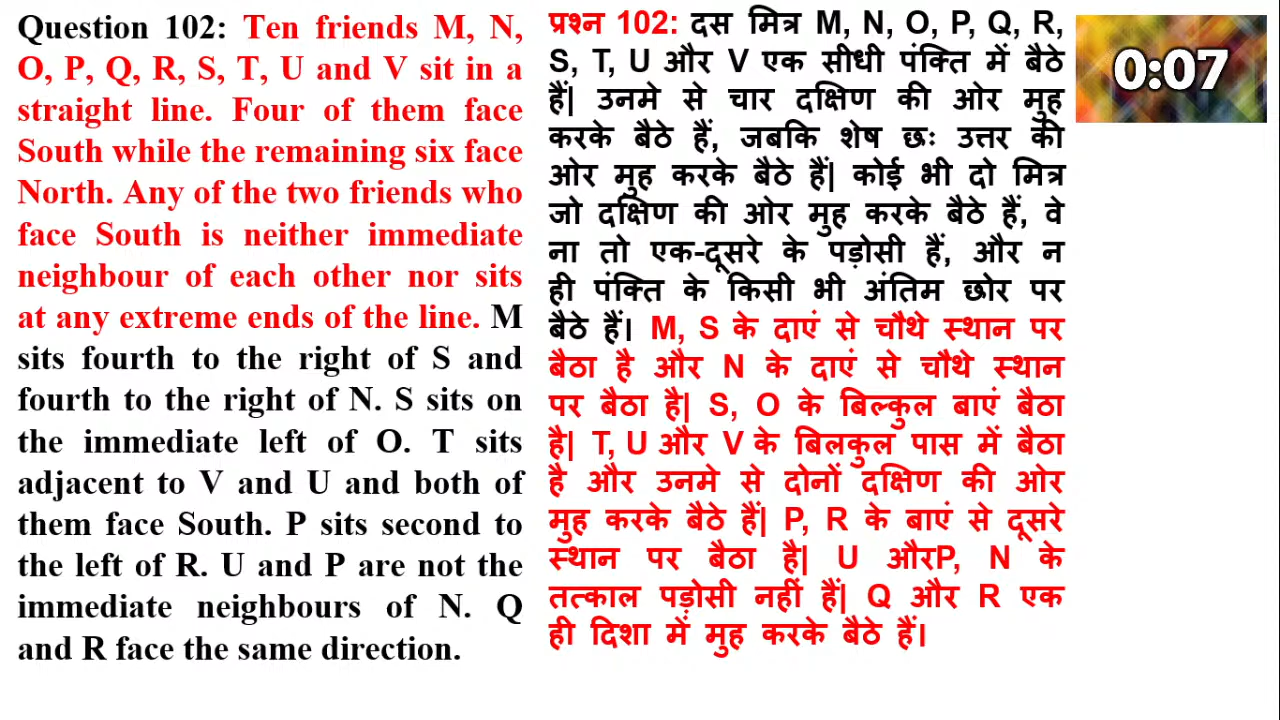 Question 102: Ten friends M, N,
O, P, Q, R, S, T, U and V sit in a
straight line. Four of them face
South while the remaining six face
North. Any of the two friends who
face South is neither immediate
neighbour of each other nor sits
at any extreme ends of the line. M
sits fourth to the right of S and
fourth to the right of N. S sits on
the immediate left of O. T sits
adjacent to V and U and both of
them face South. P sits second to
the left of R. U and P are not the
immediate neighbours of N. Q
and R face the same direction.
प्रश्न 102: दस मित्र M, N, O, P, Q, R,
S, T, U और V एक सीधी पंक्ति में बैठे
हैं| उनमे से चार दक्षिण की ओर मुह
करके बैठे हैं, जबकि शेष छः उत्तर की
ओर मुह करके बैठे हैं| कोई भी दो मित्र
जो दक्षिण की ओर मुह करके बैठे हैं, वे
ना तो एक-दूसरे के पड़ोसी हैं, और न
ही पंक्ति के किसी भी अंतिम छोर पर
बैठे हैं। M, S के दाएं से चौथे स्थान पर
बैठा है और N के दाएं से चौथे स्थान
पर बैठा है| S, O के बिल्कुल बाएं बैठा
है| T, U और V के बिलकुल पास में बैठा
है और उनमे से दोनों दक्षिण की ओर
मुह करके बैठे हैं| P, R के बाएं से दूसरे
स्थान पर बैठा है| U औरP, N के
तत्काल पड़ोसी नहीं हैं| Q और R एक
ही दिशा में मुह करके बैठे हैं।
0:07